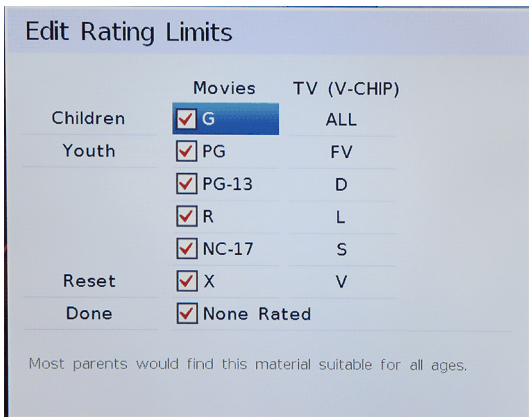 Edit Rating Limits
Movies TV (V-CHIP)
Children G ALL
Youth PG FV
PG-13 D
R L
NC-17 S
Reset X V
Done None Rated
Most parents would find this material suitable for all ages.